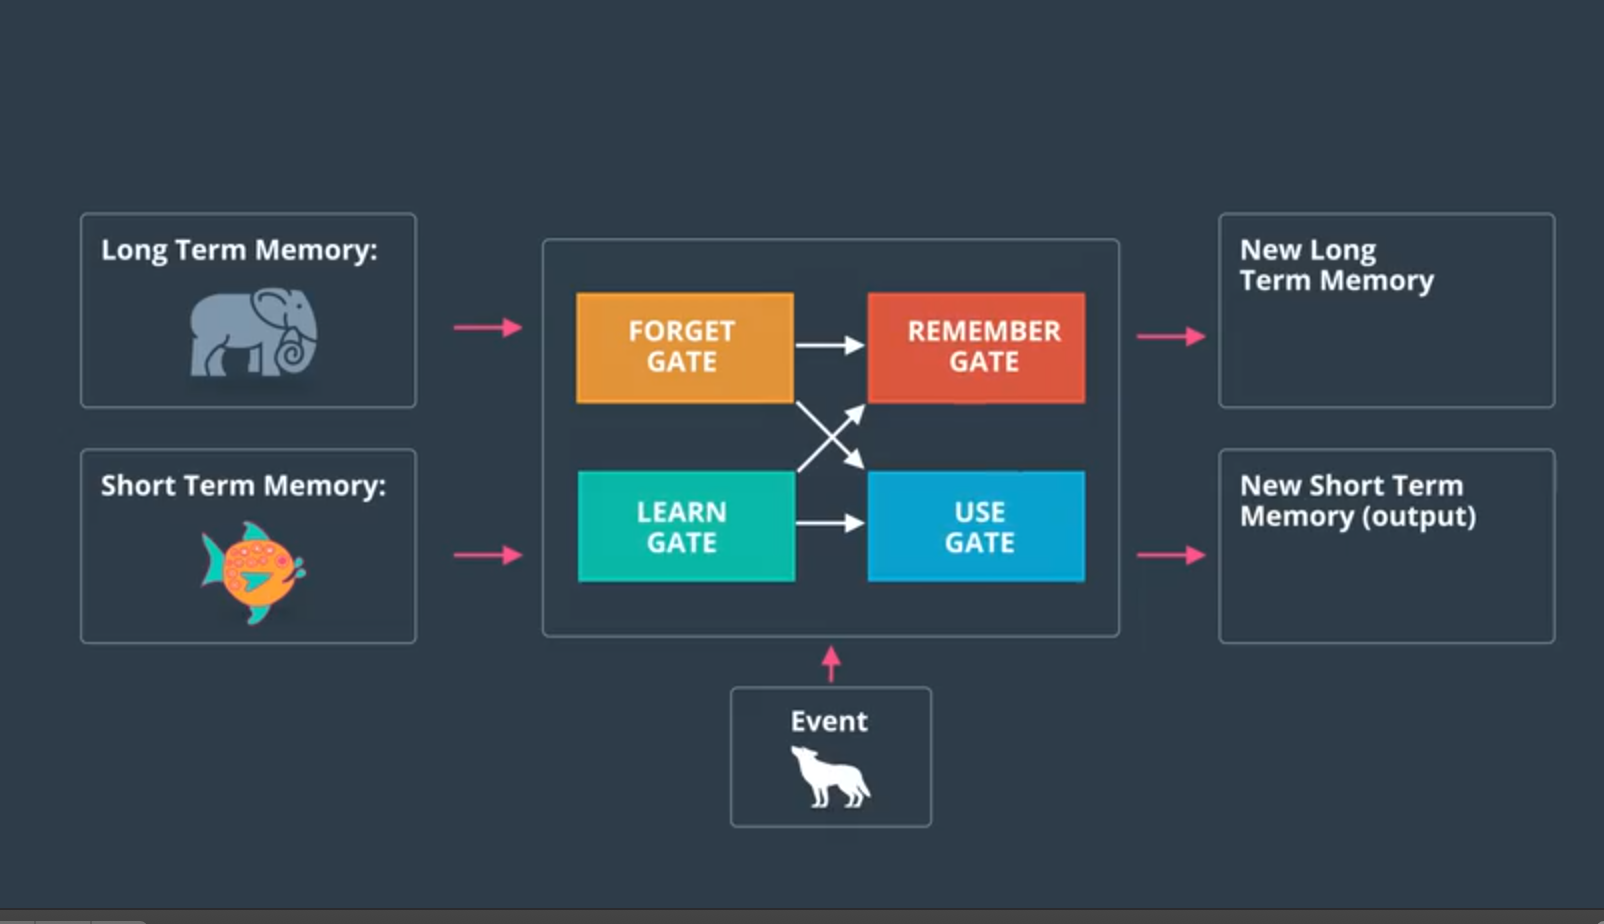 Long Term Memory:
Short Term Memory:
FORGET
GATE
REMEMBER
GATE
LEARN
GATE
USE
GATE
Event
New Long
Term Memory
New Short Term
Memory (output)